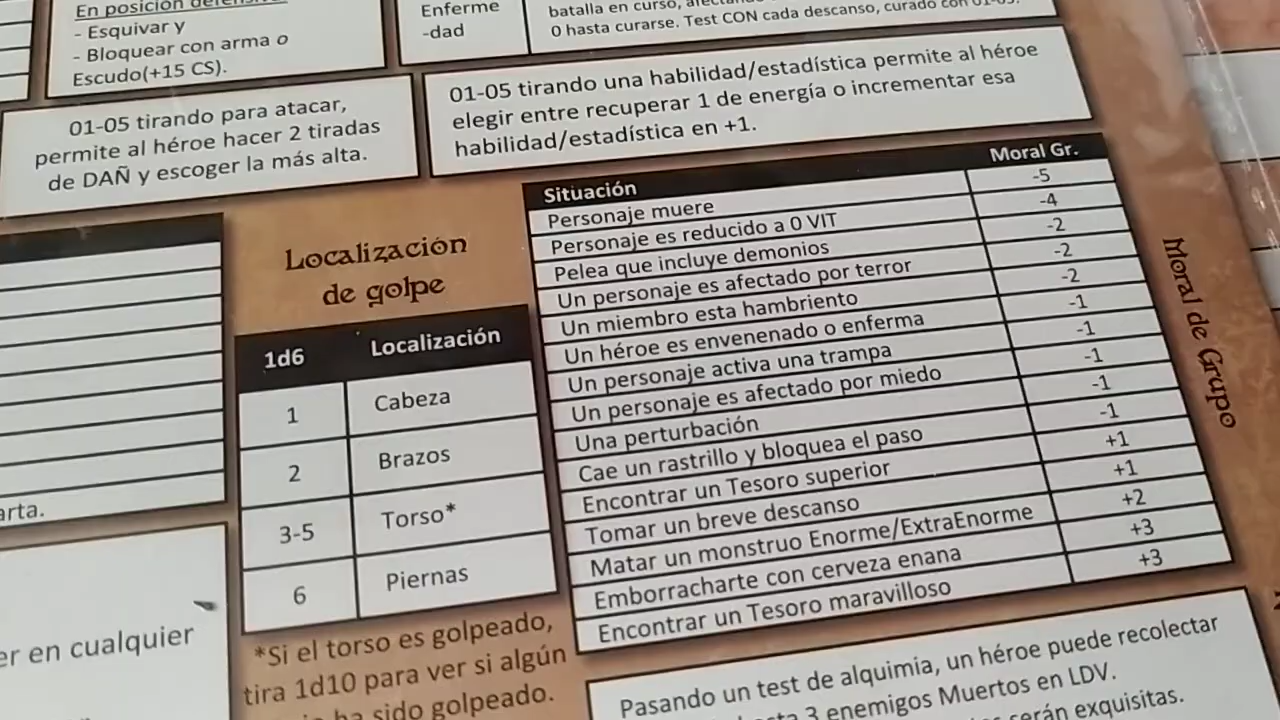 En posición defensiva
- Esquivar y
- Bloquear con arma o
Escudo(+15 CS).
Enferme
-dad
batalla en curso,
0 hasta curarse. Test CON cada descanso, curado con 01-05.
01-05 tirando para atacar,
permite al héroe hacer 2 tiradas
de DAÑ y escoger la más alta.
01-05 tirando una habilidad/estadística permite al héroe
elegir entre recuperar 1 de energía o incrementar esa
habilidad/estadística en +1.
Localización
de golpe
1d6 Localización
1 Cabeza
2 Brazos
3-5 Torso*
6 Piernas
*Si el torso es golpeado,
tira 1d10 para ver si algún
ha sido golpeado.
Situación Moral Gr.
Personaje muere -5
Personaje es reducido a 0 VIT -4
Pelea que incluye demonios -2
Un personaje es afectado por terror -2
Un miembro esta hambriento -2
Un héroe es envenenado o enferma -1
Un personaje activa una trampa -1
Un personaje es afectado por miedo -1
Una perturbación -1
Cae un rastrillo y bloquea el paso -1
Encontrar un Tesoro superior +1
Tomar un breve descanso +1
Matar un monstruo Enorme/ExtraEnorme +2
Emborracharte con cerveza enana +3
Encontrar un Tesoro maravilloso +3
Moral de Grupo
arta.
er en cualquier
Pasando un test de alquimia, un héroe puede recolectar
3 enemigos Muertos en LDV.
serán exquisitas.